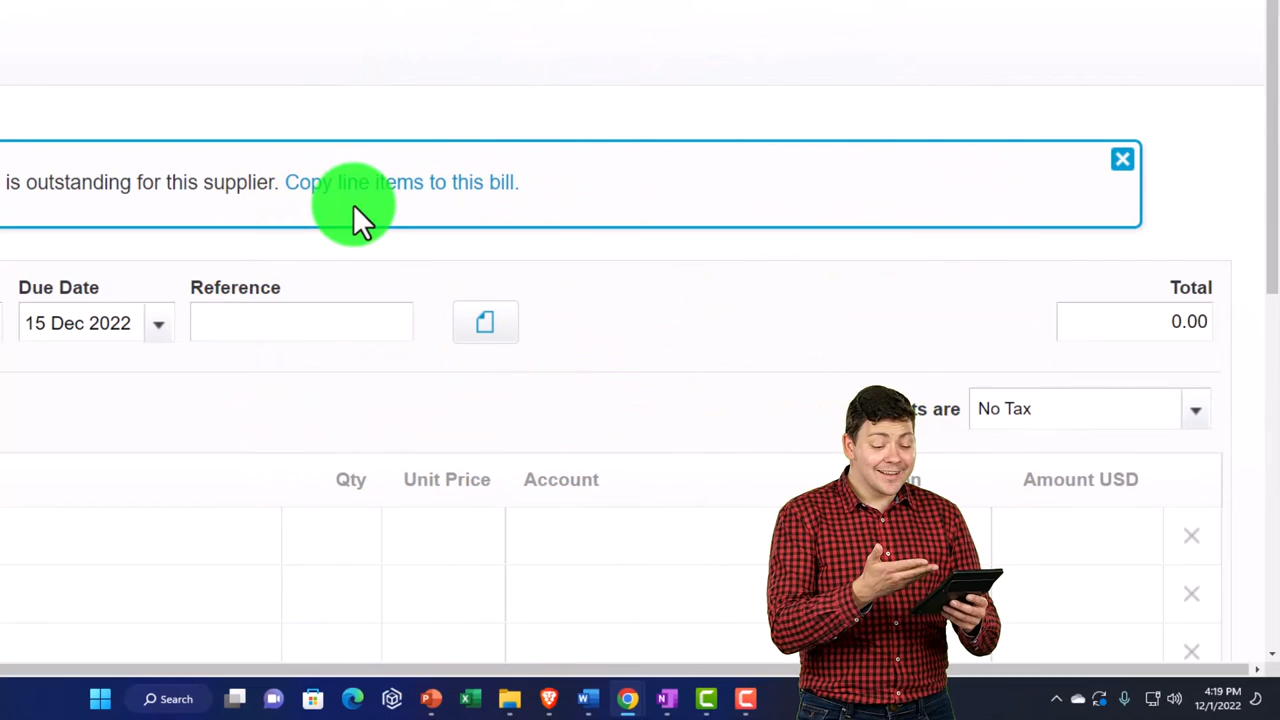 is outstanding for this supplier. Copy line items to this bill.
Due Date
Reference
Total
15 Dec 2022
0.00
are
No Tax
Qty
Unit Price
Account
Amount USD
Search
4:19 PM
12/1/2022